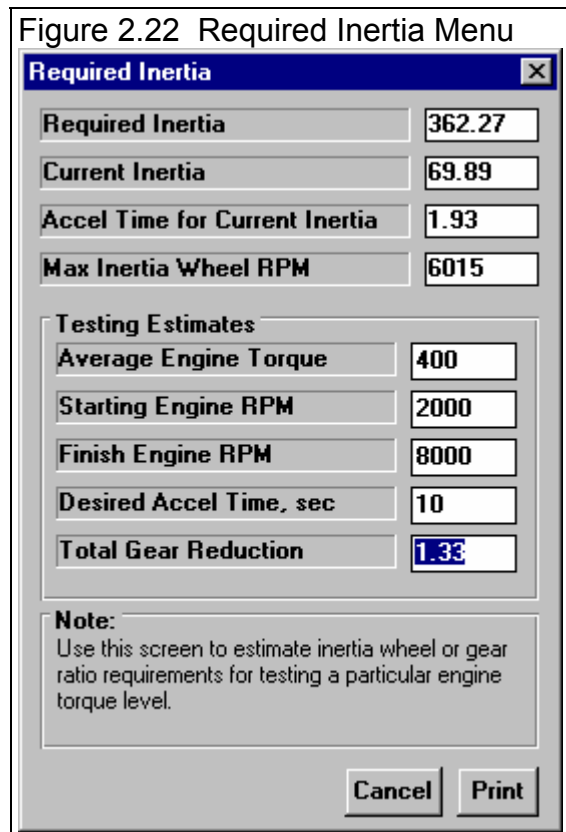 Figure 2.22 Required Inertia Menu
Required Inertia
Required Inertia 362.27
Current Inertia 69.89
Accel Time for Current Inertia 1.93
Max Inertia Wheel RPM 6015
Testing Estimates
Average Engine Torque 400
Starting Engine RPM 2000
Finish Engine RPM 8000
Desired Accel Time, sec 10
Total Gear Reduction 1.33
Note:
Use this screen to estimate inertia wheel or gear
ratio requirements for testing a particular engine
torque level.
Cancel Print